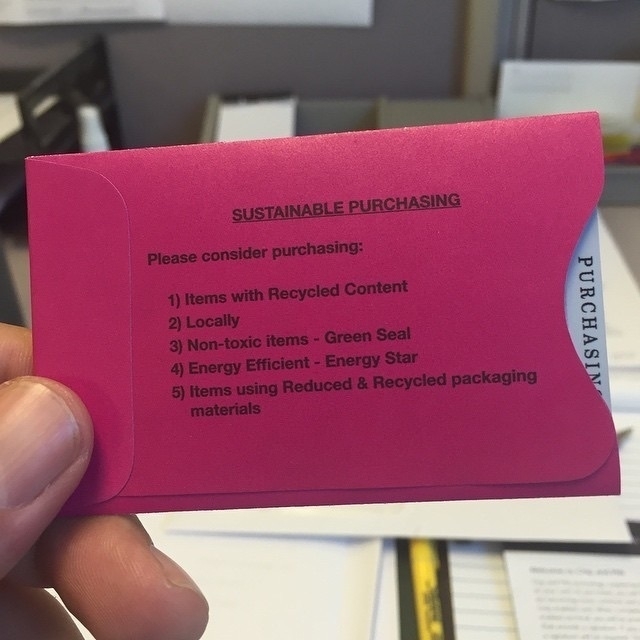 SUSTAINABLE PURCHASING
Please consider purchasing:
1) Items with Recycled Content
2) Locally
3) Non-toxic items - Green Seal
4) Energy Efficient - Energy Star
5) Items using Reduced & Recycled packaging
materials
PURCHASIN